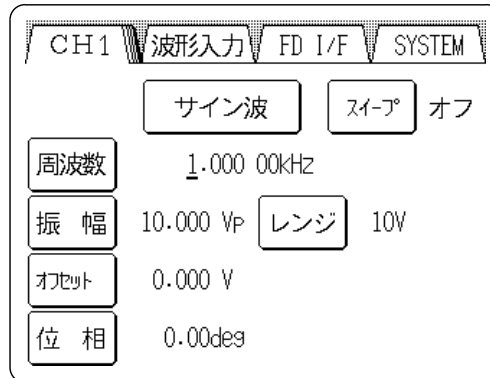 CH1 波形入力 FD I/F SYSTEM
サイン波 スイープ オフ
周波数 1.000 00kHz
振 幅 10.000 Vp レンジ 10V
オフセット 0.000 V
位 相 0.00deg